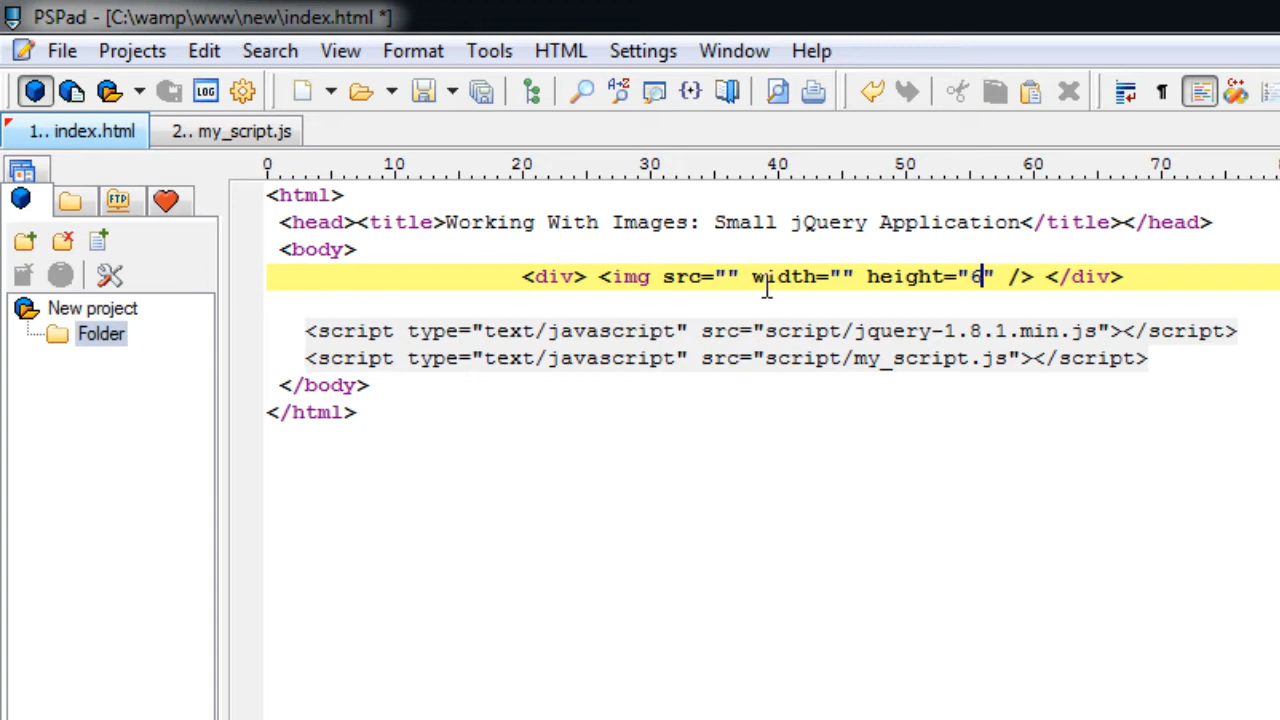 PSPad - [C:\wamp\www\new\index.html *]
File Projects Edit Search View Format Tools HTML Settings Window Help
LOG
1.. index.html 2.. my_script.js
0 10 20 30 40 50 60 70
FTP
New project
Folder
<html>
<head><title>Working With Images: Small jQuery Application</title></head>
<body>
<div> <img src="" width="" height="6" /> </div>
<script type="text/javascript" src="script/jquery-1.8.1.min.js"></script>
<script type="text/javascript" src="script/my_script.js"></script>
</body>
</html>